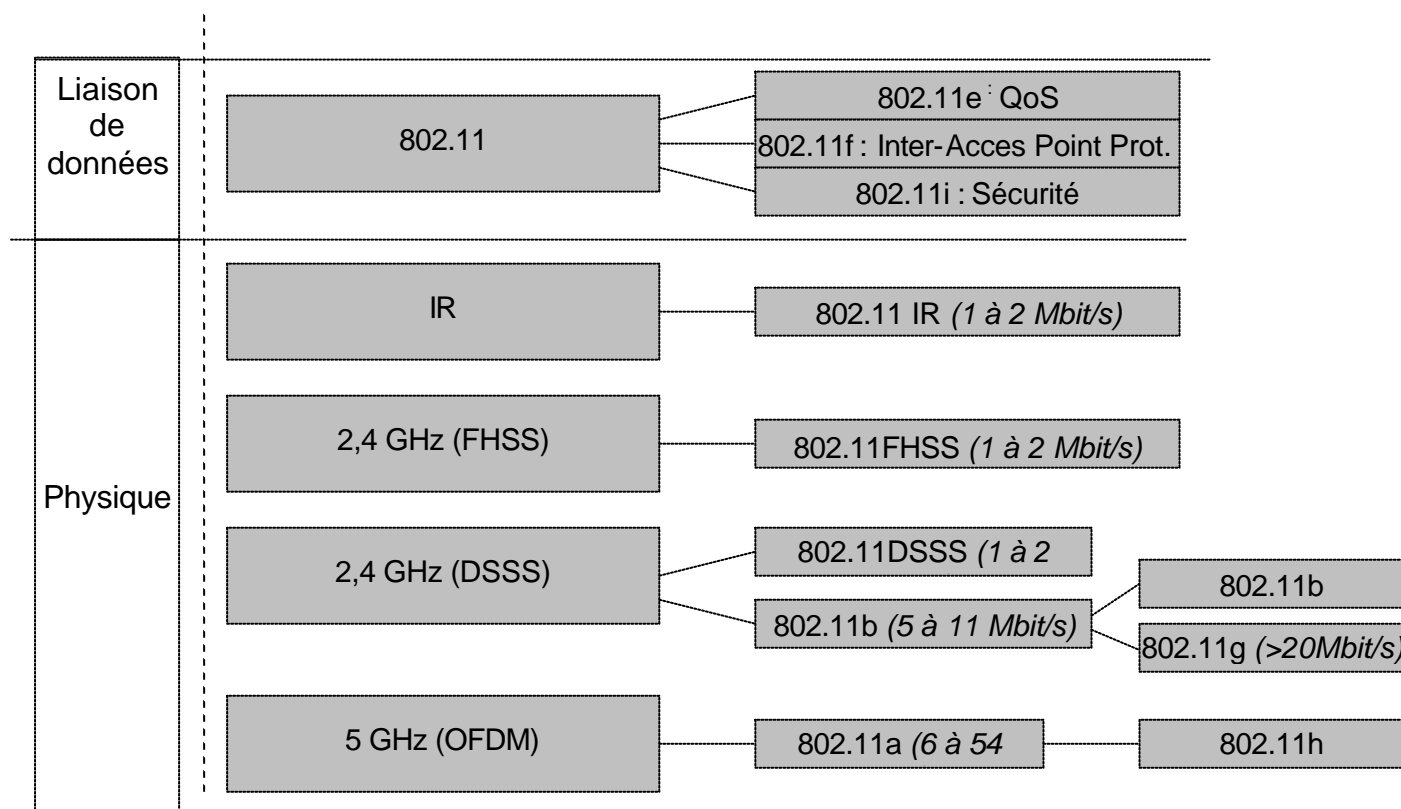 Liaison
de
données
802.11
802.11e : QoS
802.11f : Inter-Acces Point Prot.
802.11i : Sécurité
Physique
IR
802.11 IR (1 à 2 Mbit/s)
2,4 GHz (FHSS)
802.11FHSS (1 à 2 Mbit/s)
2,4 GHz (DSSS)
802.11DSSS (1 à 2
802.11b (5 à 11 Mbit/s)
802.11b
802.11g (>20Mbit/s)
5 GHz (OFDM)
802.11a (6 à 54
802.11h